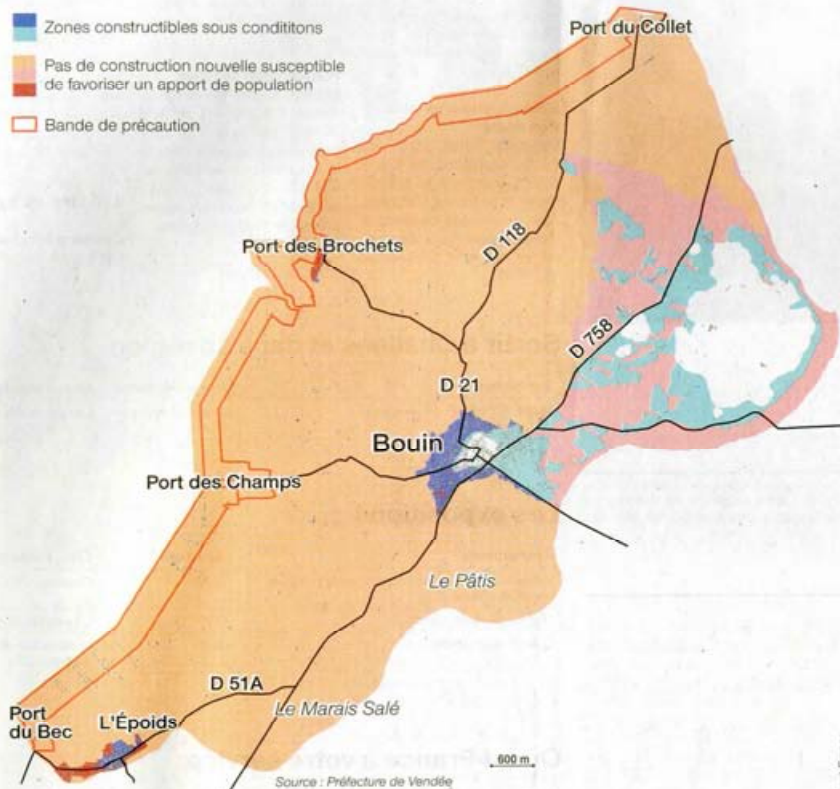 Zones constructibles sous condititons
Pas de construction nouvelle susceptible
de favoriser un apport de population
Bande de précaution
Port du Collet
Port des Brochets
D 118
D 758
D 21
Bouin
Port des Champs
Le Pâtis
D 51A
Le Marais Salé
L'Époids
Port
du Bec
600 m
Source : Préfecture de Vendée